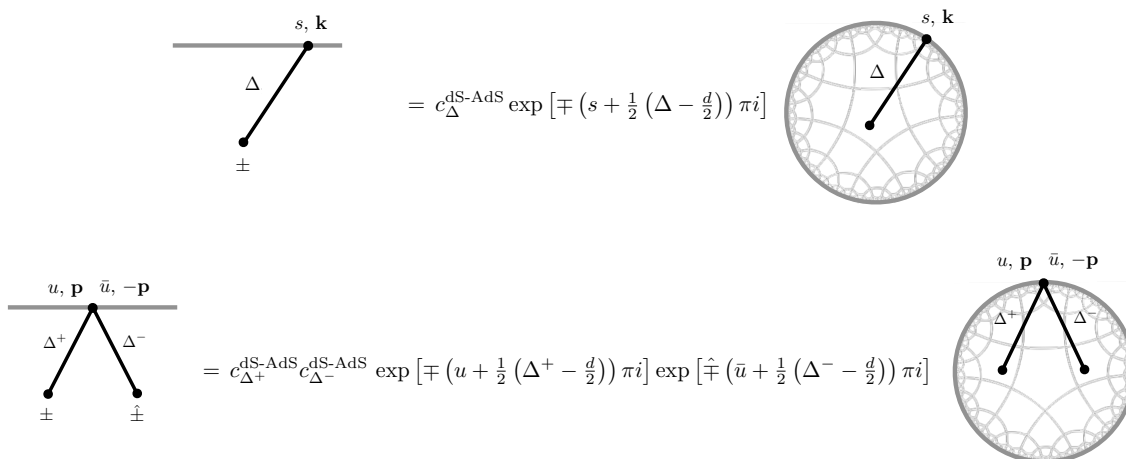 s, k s, k
Δ Δ
= c_Δ^{dS-AdS} exp [∓ (s + 1/2 (Δ − d/2)) πi]
±
u, p ū, −p u, p ū, −p
Δ⁺ Δ⁻ Δ⁺ Δ⁻
= c_{Δ⁺}^{dS-AdS} c_{Δ⁻}^{dS-AdS} exp [∓ (u + 1/2 (Δ⁺ − d/2)) πi] exp [∓̂ (ū + 1/2 (Δ⁻ − d/2)) πi]
± ±̂